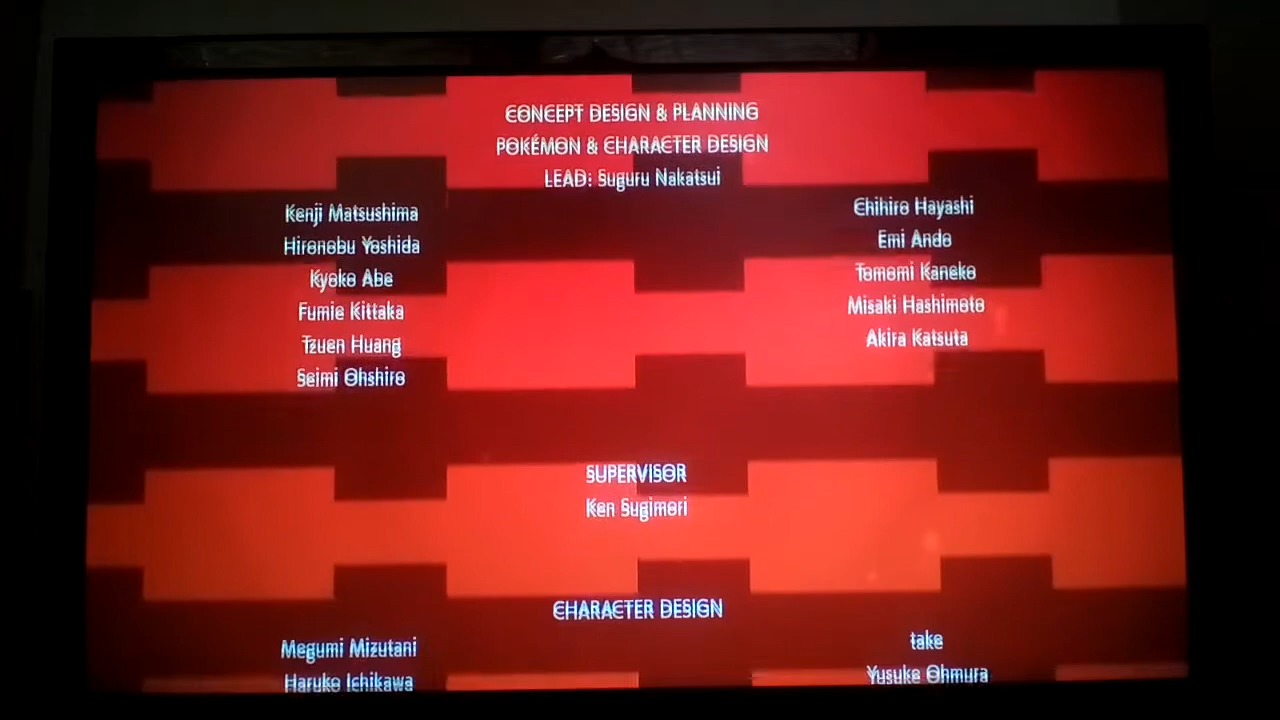 CONCEPT DESIGN & PLANNING
POKÉMON & CHARACTER DESIGN
LEAD: Suguru Nakatsui
Kenji Matsushima
Chihiro Hayashi
Hironobu Yoshida
Emi Ando
Kyoko Abe
Tomomi Kaneko
Fumie Kittaka
Misaki Hashimoto
Tzuen Huang
Akira Katsuta
Seimi Ohshiro
SUPERVISOR
Ken Sugimori
CHARACTER DESIGN
Megumi Mizutani
take
Haruko Ichikawa
Yusuke Ohmura